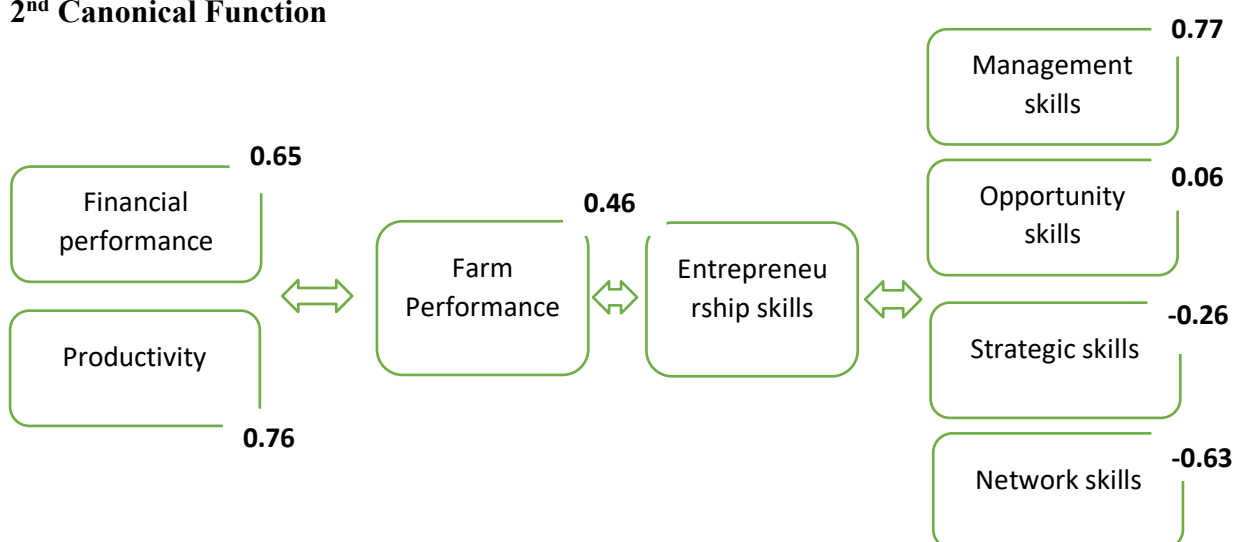 2nd Canonical Function
0.65
Financial
performance
Productivity
0.76
Farm
Performance
0.46
Entrepreneu
rship skills
0.77
Management
skills
0.06
Opportunity
skills
-0.26
Strategic skills
-0.63
Network skills